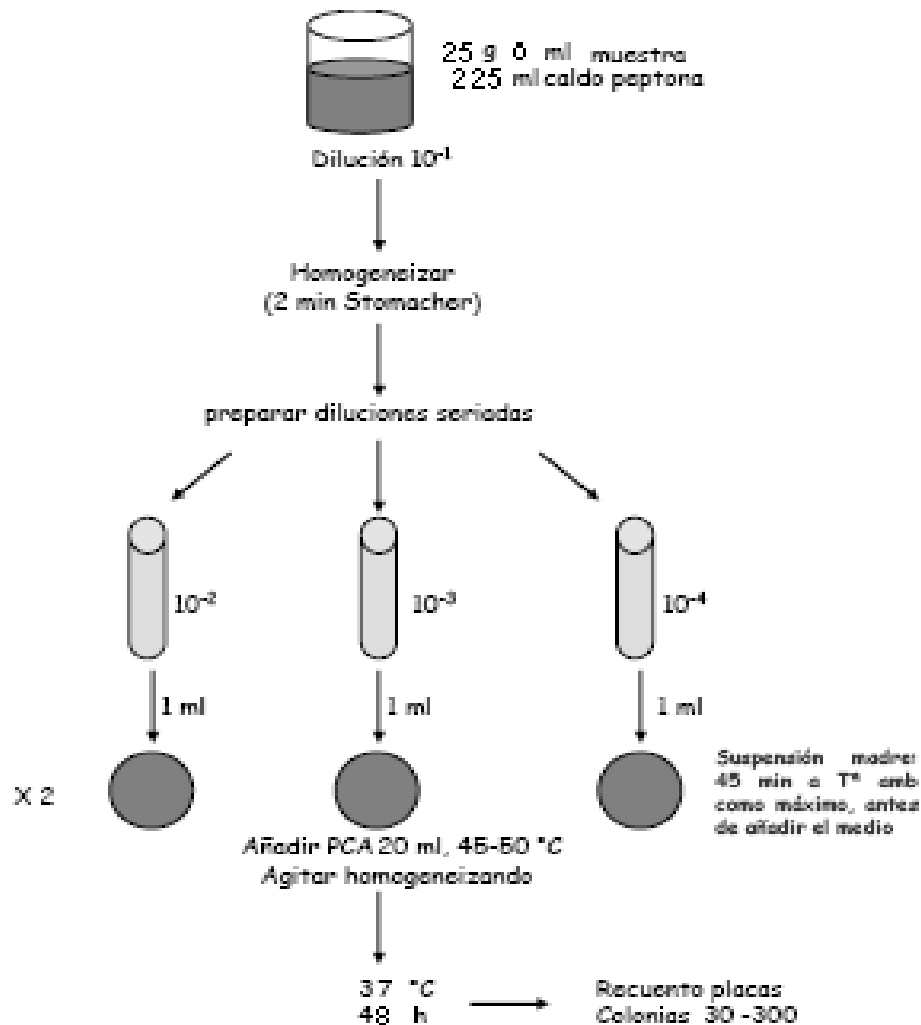 25 g ó ml muestra
225 ml caldo peptona
Dilución 10⁻¹
Homogeneizar
(2 min Stomacher)
preparar diluciones seriadas
10⁻²
10⁻³
10⁻⁴
1 ml
1 ml
1 ml
X 2
Suspensión madre:
45 min a Tª amb
como máximo, antes
de añadir el medio
Añadir PCA 20 ml, 45-50 °C
Agitar homogeneizando
37 °C
48 h
Recuento placas
Colonias 30-300